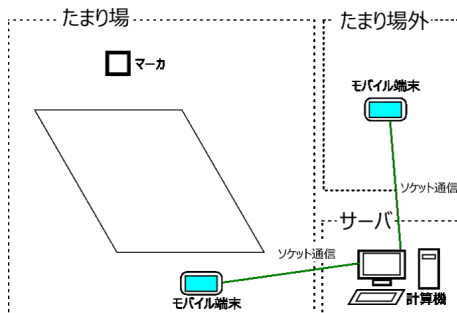 たまり場
マーカ
モバイル端末
ソケット通信
たまり場外
モバイル端末
ソケット通信
サーバ
計算機